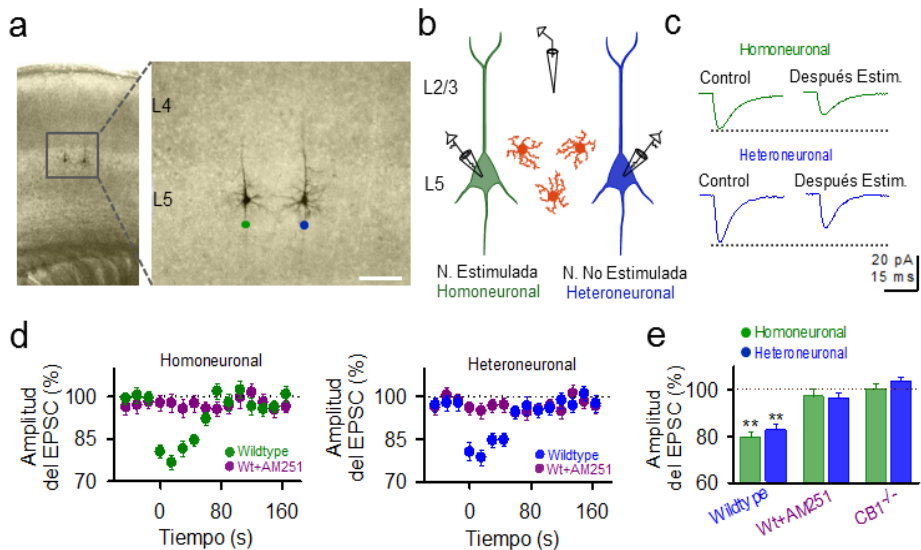 a
L4
L5
b
L2/3
L5
N. Estimulada
Homoneuronal
N. No Estimulada
Heteroneuronal
c
Homoneuronal
Control
Después Estim.
Heteroneuronal
Control
Después Estim.
20 pA
15 ms
d
Homoneuronal
Amplitud
del EPSC (%)
100
85
70
Wildtype
Wt+AM251
0
80
160
Tiempo (s)
Heteroneuronal
Amplitud
del EPSC (%)
100
85
70
Wildtype
Wt+AM251
0
80
160
Tiempo (s)
e
Homoneuronal
Heteroneuronal
Amplitud
del EPSC (%)
100
80
60
** **
Wildtype
Wt+AM251
CB1-/-